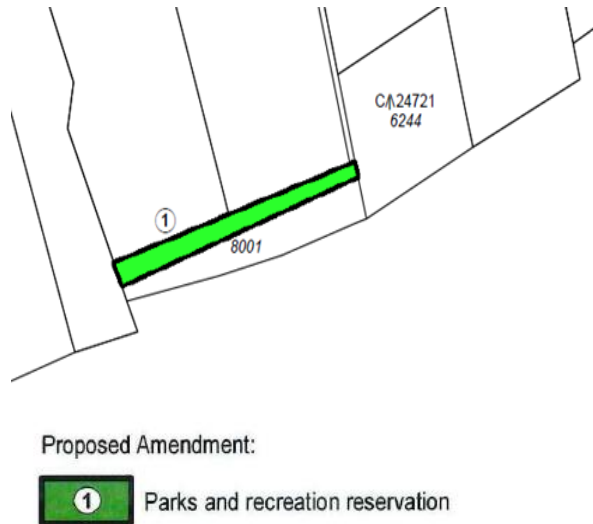 C/\24721
6244
1
8001
Proposed Amendment:
1 Parks and recreation reservation